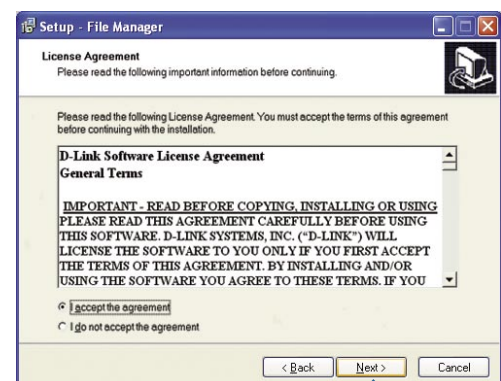 Setup - File Manager
License Agreement
Please read the following important information before continuing.
Please read the following License Agreement. You must accept the terms of this agreement
before continuing with the installation.
D-Link Software License Agreement
General Terms
IMPORTANT - READ BEFORE COPYING, INSTALLING OR USING
PLEASE READ THIS AGREEMENT CAREFULLY BEFORE USING
THIS SOFTWARE. D-LINK SYSTEMS, INC. (“D-LINK”) WILL
LICENSE THE SOFTWARE TO YOU ONLY IF YOU FIRST ACCEPT
THE TERMS OF THIS AGREEMENT. BY INSTALLING AND/OR
USING THE SOFTWARE YOU AGREE TO THESE TERMS. IF YOU
I accept the agreement
I do not accept the agreement
< Back
Next >
Cancel